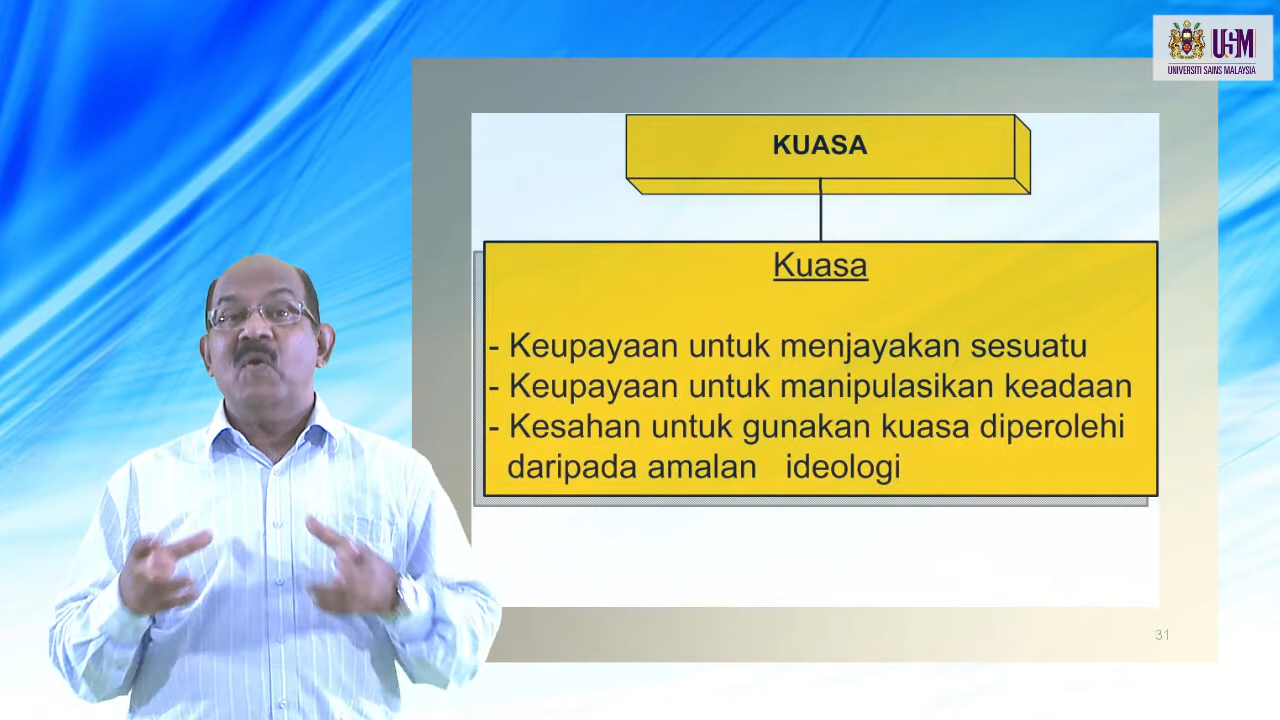 USM
UNIVERSITI SAINS MALAYSIA
KUASA
Kuasa
- Keupayaan untuk menjayakan sesuatu
- Keupayaan untuk manipulasikan keadaan
- Kesahan untuk gunakan kuasa diperolehi
daripada amalan ideologi
31